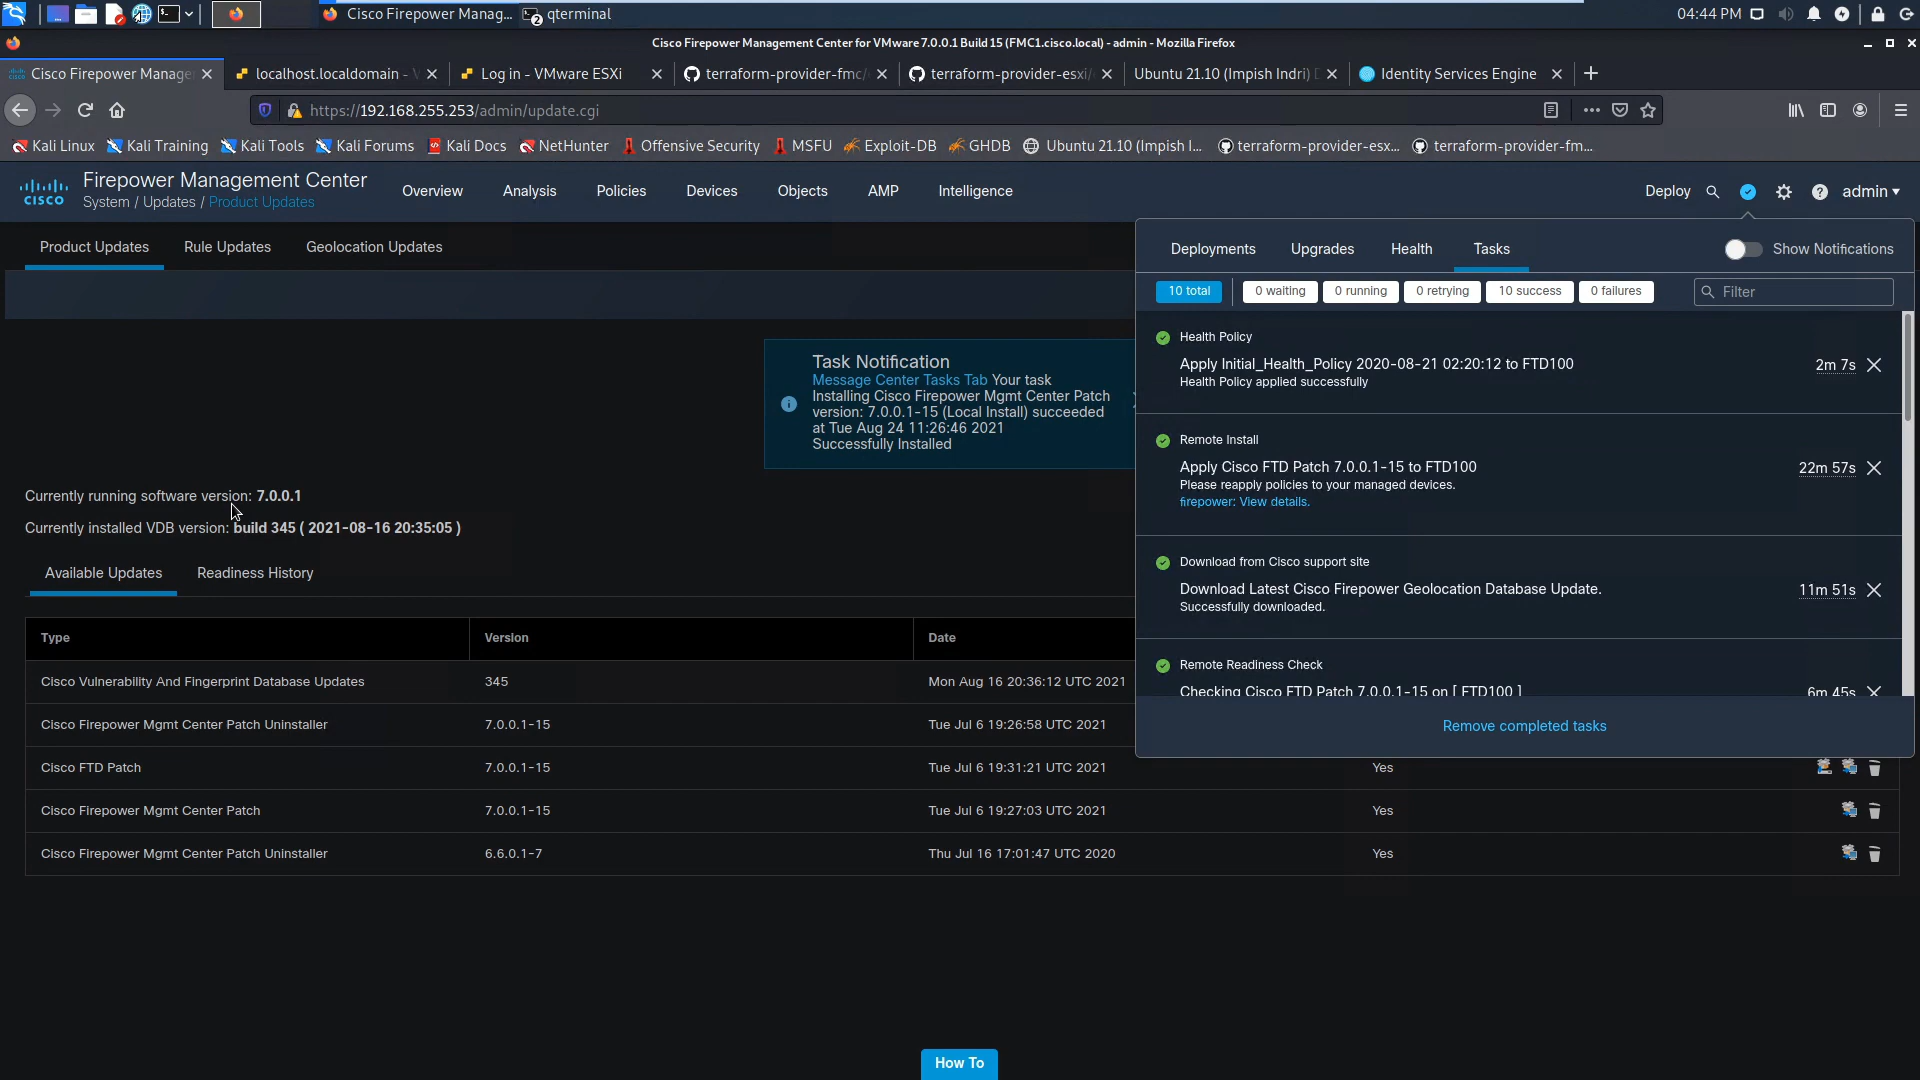 Cisco Firepower Manag...
2
qterminal
04:44 PM
Cisco Firepower Management Center for VMware 7.0.0.1 Build 15 (FMC1.cisco.local) - admin - Mozilla Firefox
Cisco Firepower Manage
localhost.localdomain -
Log in - VMware ESXi
terraform-provider-fmc/
terraform-provider-esxi/
Ubuntu 21.10 (Impish Indri)
Identity Services Engine
https://192.168.255.253/admin/update.cgi
Kali Linux
Kali Training
Kali Tools
Kali Forums
Kali Docs
NetHunter
Offensive Security
MSFU
Exploit-DB
GHDB
Ubuntu 21.10 (Impish I...
terraform-provider-esx...
terraform-provider-fm...
CISCO
Firepower Management Center
System / Updates / Product Updates
Overview
Analysis
Policies
Devices
Objects
AMP
Intelligence
Deploy
admin
Product Updates
Rule Updates
Geolocation Updates
Deployments
Upgrades
Health
Tasks
Show Notifications
10 total
0 waiting
0 running
0 retrying
10 success
0 failures
Filter
Health Policy
Apply Initial_Health_Policy 2020-08-21 02:20:12 to FTD100
2m 7s
Health Policy applied successfully
Remote Install
Apply Cisco FTD Patch 7.0.0.1-15 to FTD100
22m 57s
Please reapply policies to your managed devices.
firepower: View details.
Download from Cisco support site
Download Latest Cisco Firepower Geolocation Database Update.
11m 51s
Successfully downloaded.
Remote Readiness Check
Checking Cisco FTD Patch 7.0.0.1-15 on [ FTD100 ]
6m 45s
Remove completed tasks
Task Notification
Message Center Tasks Tab Your task
Installing Cisco Firepower Mgmt Center Patch
version: 7.0.0.1-15 (Local Install) succeeded
at Tue Aug 24 11:26:46 2021
Successfully Installed
Currently running software version: 7.0.0.1
Currently installed VDB version: build 345 ( 2021-08-16 20:35:05 )
Available Updates
Readiness History
Type
Version
Date
Cisco Vulnerability And Fingerprint Database Updates
345
Mon Aug 16 20:36:12 UTC 2021
Cisco Firepower Mgmt Center Patch Uninstaller
7.0.0.1-15
Tue Jul 6 19:26:58 UTC 2021
Cisco FTD Patch
7.0.0.1-15
Tue Jul 6 19:31:21 UTC 2021
Yes
Cisco Firepower Mgmt Center Patch
7.0.0.1-15
Tue Jul 6 19:27:03 UTC 2021
Yes
Cisco Firepower Mgmt Center Patch Uninstaller
6.6.0.1-7
Thu Jul 16 17:01:47 UTC 2020
Yes
How To